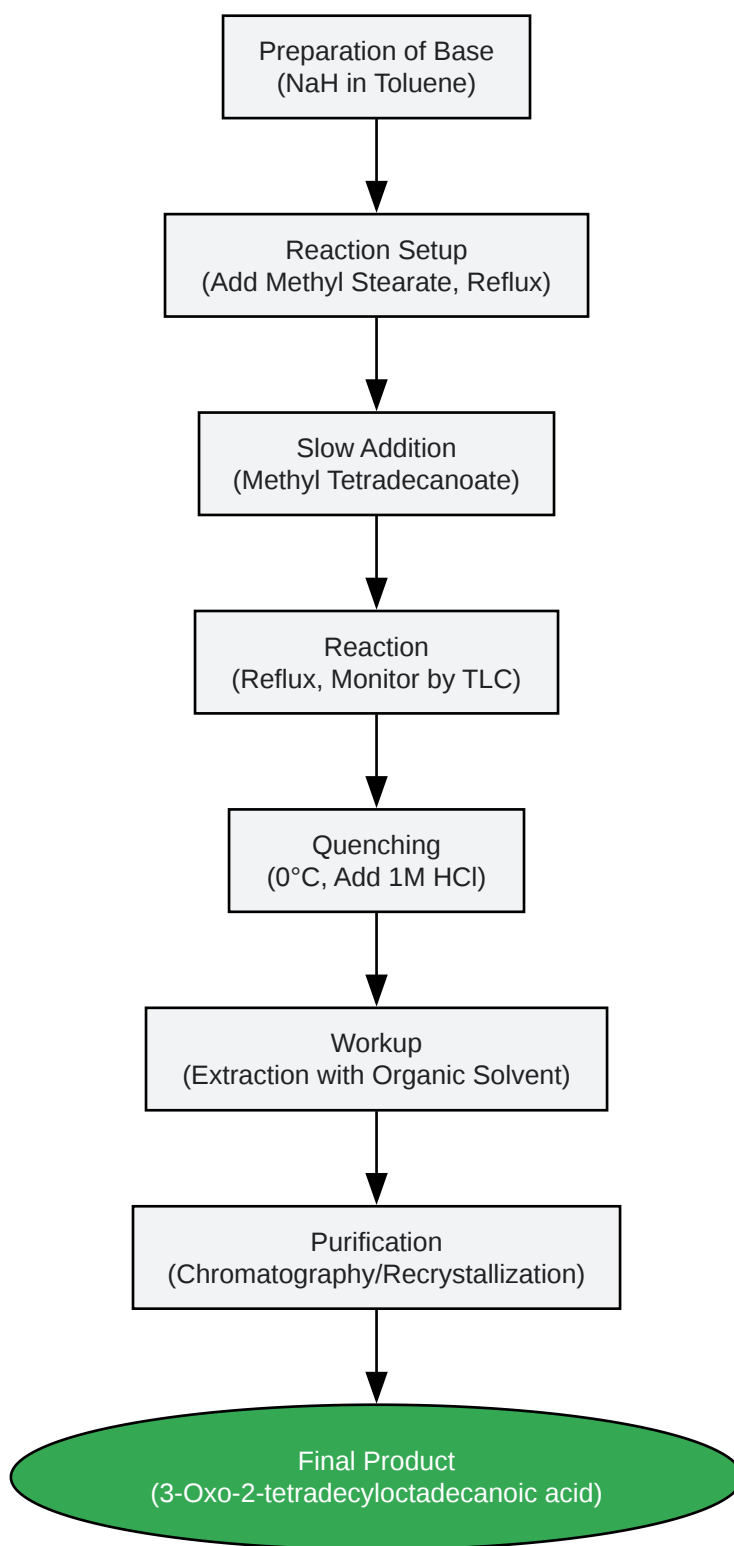 Preparation of Base
(NaH in Toluene)
Reaction Setup
(Add Methyl Stearate, Reflux)
Slow Addition
(Methyl Tetradecanoate)
Reaction
(Reflux, Monitor by TLC)
Quenching
(0°C, Add 1M HCl)
Workup
(Extraction with Organic Solvent)
Purification
(Chromatography/Recrystallization)
Final Product
(3-Oxo-2-tetradecyloctadecanoic acid)